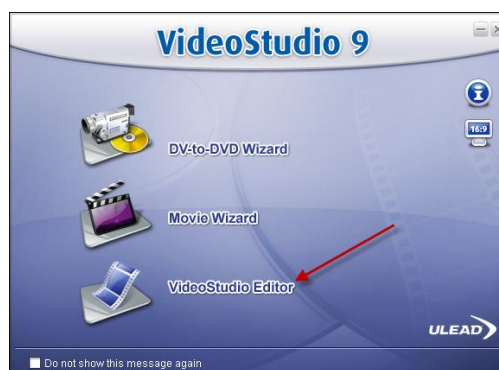 VideoStudio 9
16:9
DV-to-DVD Wizard
Movie Wizard
VideoStudio Editor
ULEAD
Do not show this message again